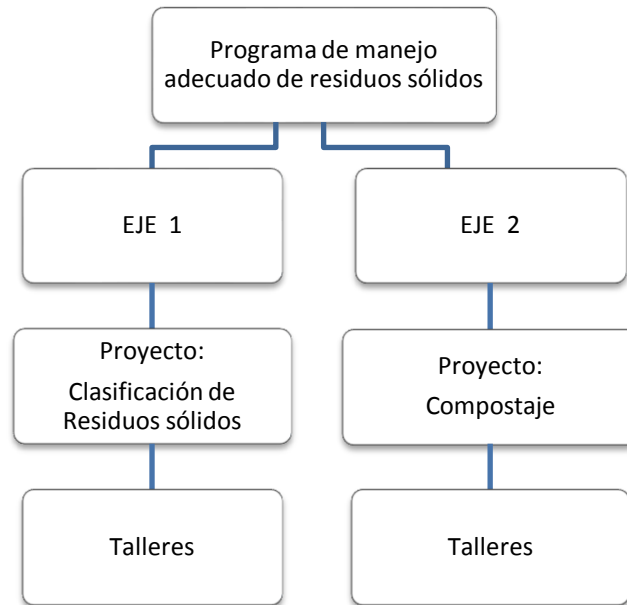 Programa de manejo
adecuado de residuos sólidos
EJE 1
EJE 2
Proyecto:
Clasificación de
Residuos sólidos
Proyecto:
Compostaje
Talleres
Talleres